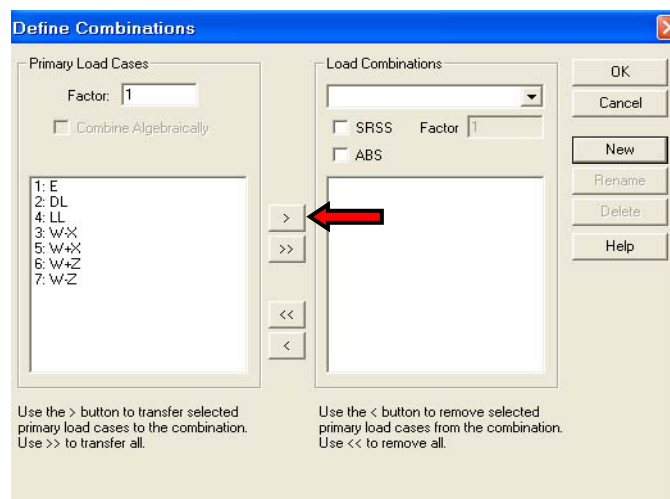 Define Combinations
Primary Load Cases
Factor: 1
Combine Algebraically
1: E
2: DL
4: LL
3: W-X
5: W+X
6: W+Z
7: W-Z
>
>>
<<
<
Load Combinations
SRSS Factor 1
ABS
OK
Cancel
New
Rename
Delete
Help
Use the > button to transfer selected
primary load cases to the combination.
Use >> to transfer all.
Use the < button to remove selected
primary load cases from the combination.
Use << to remove all.